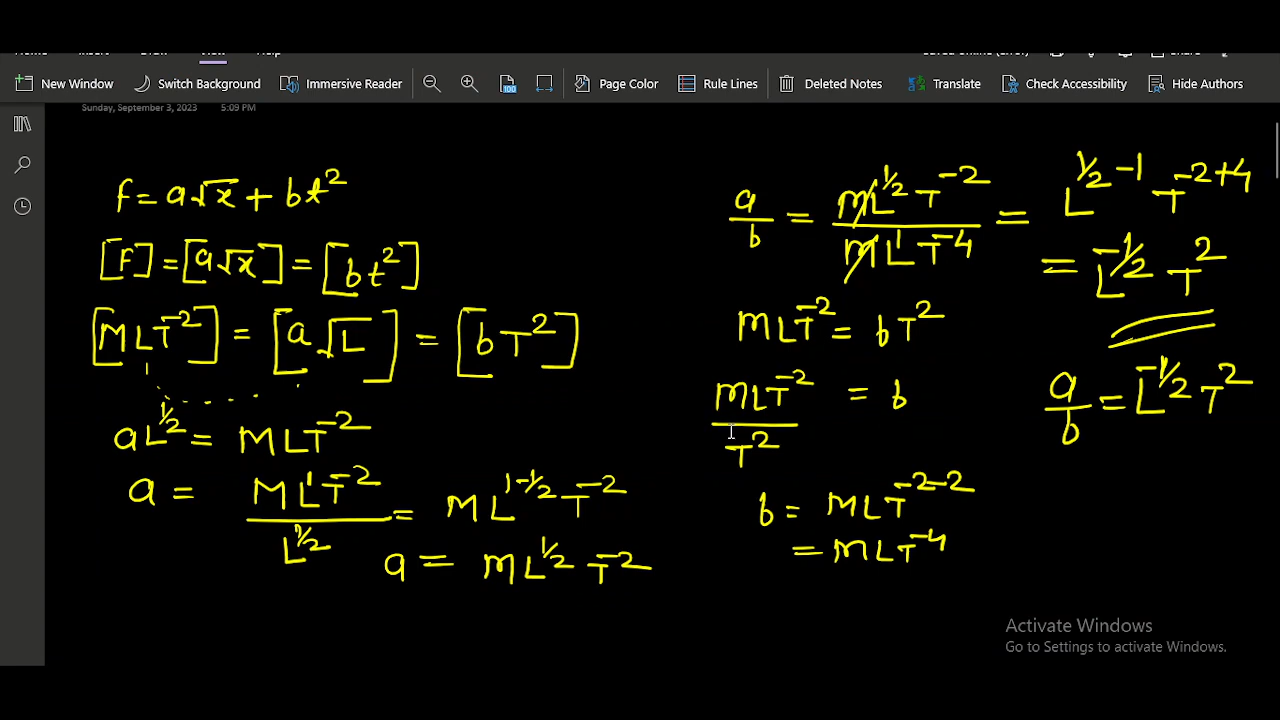 New Window Switch Background Immersive Reader Page Color Rule Lines Deleted Notes Translate Check Accessibility Hide Authors
Sunday, September 3, 2023 5:09 PM
F = a√x + bt²
[F] = [a√x] = [bt²]
[MLT⁻²] = [a√L] = [bT²]
aL^1/2 = MLT⁻²
a = ML¹T⁻² / L^1/2 = ML^1-1/2 T⁻²
a = ML^1/2 T⁻²
a/b = ML^1/2 T⁻² / ML¹T⁻⁴ = L^1/2-1 T^-2+4
= L^-1/2 T²
MLT⁻² = bT²
MLT⁻² / T² = b
b = MLT^-2-2
= MLT⁻⁴
a/b = L^-1/2 T²
Activate Windows
Go to Settings to activate Windows.